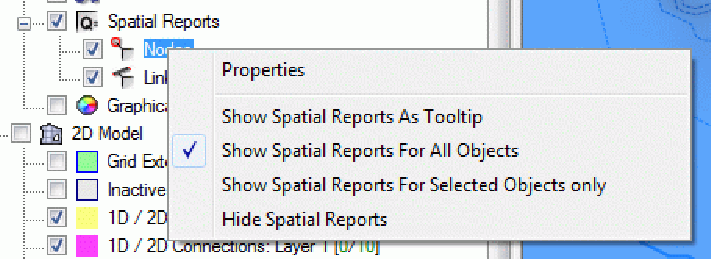 Spatial Reports
Nodes
Properties
Link
Graphica
Show Spatial Reports As Tooltip
2D Model
Show Spatial Reports For All Objects
Grid Exte
Show Spatial Reports For Selected Objects only
Inactive
1D / 2D
Hide Spatial Reports
1D / 2D Connections: Layer 1 [0/10]